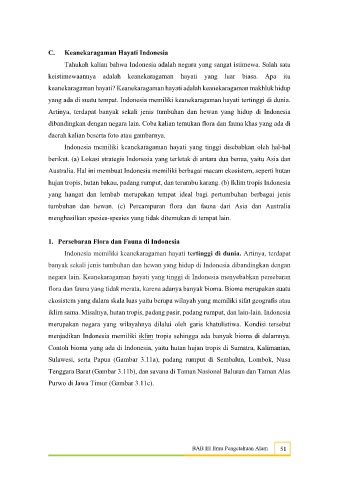 C. Keanekaragaman Hayati Indonesia
Tahukah kalian bahwa Indonesia adalah negara yang sangat istimewa. Salah satu
keistimewaannya adalah keanekaragaman hayati yang luar biasa. Apa itu
keanekaragaman hayati? Keanekaragaman hayati adalah keanekaragaman makhluk hidup
yang ada di suatu tempat. Indonesia memiliki keanekaragaman hayati tertinggi di dunia.
Artinya, terdapat banyak sekali jenis tumbuhan dan hewan yang hidup di Indonesia
dibandingkan dengan negara lain. Coba kalian temukan flora dan fauna khas yang ada di
daerah kalian beserta foto atau gambarnya.
Indonesia memiliki keanekaragaman hayati yang tinggi disebabkan oleh hal-hal
berikut. (a) Lokasi strategis Indonesia yang terletak di antara dua benua, yaitu Asia dan
Australia. Hal ini membuat Indonesia memiliki berbagai macam ekosistem, seperti hutan
hujan tropis, hutan bakau, padang rumput, dan terumbu karang. (b) Iklim tropis Indonesia
yang hangat dan lembab merupakan tempat ideal bagi pertumbuhan berbagai jenis
tumbuhan dan hewan. (c) Percampuran flora dan fauna dari Asia dan Australia
menghasilkan spesies-spesies yang tidak ditemukan di tempat lain.
1. Persebaran Flora dan Fauna di Indonesia
Indonesia memiliki keanekaragaman hayati tertinggi di dunia. Artinya, terdapat
banyak sekali jenis tumbuhan dan hewan yang hidup di Indonesia dibandingkan dengan
negara lain. Keanekaragaman hayati yang tinggi di Indonesia menyebabkan persebaran
flora dan fauna yang tidak merata, karena adanya banyak bioma. Bioma merupakan suatu
ekosistem yang dalam skala luas yaitu berupa wilayah yang memiliki sifat geografis atau
iklim sama. Misalnya, hutan tropis, padang pasir, padang rumput, dan lain-lain. Indonesia
merupakan negara yang wilayahnya dilalui oleh garis khatulistiwa. Kondisi tersebut
menjadikan Indonesia memiliki iklim tropis sehingga ada banyak bioma di dalamnya.
Contoh bioma yang ada di Indonesia, yaitu hutan hujan tropis di Sumatra, Kalimantan,
Sulawesi, serta Papua (Gambar 3.11a), padang rumput di Sembalun, Lombok, Nusa
Tenggara Barat (Gambar 3.11b), dan savana di Taman Nasional Baluran dan Taman Alas
Purwo di Jawa Timur (Gambar 3.11c).
BAB III Ilmu Pengetahuan Alam 51